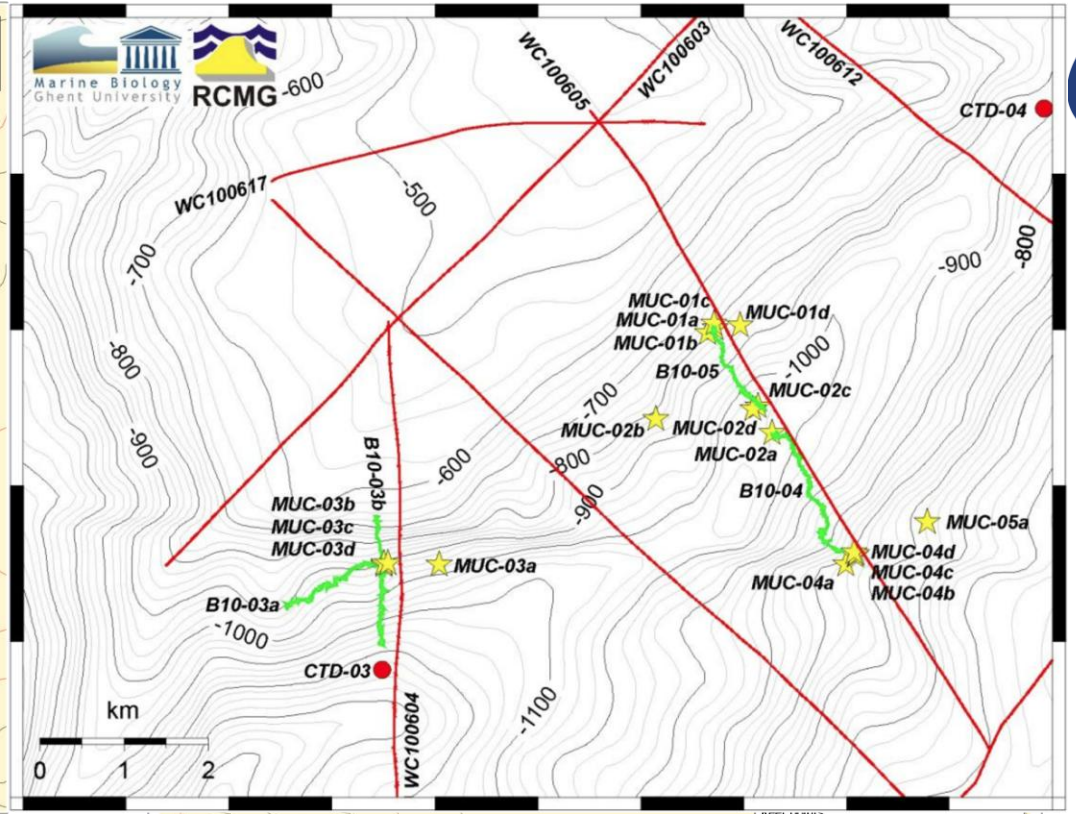 Marine Biology
Ghent University
RCMG
-600
WC100605
WC100603
WC100612
CTD-04
WC100617
-500
-700
-900
-800
MUC-01c
MUC-01a
MUC-01b
MUC-01d
-800
B10-05
-1000
MUC-02c
-700
MUC-02b
MUC-02d
MUC-02a
-900
B10-03b
-600
-800
B10-04
-900
MUC-03b
MUC-03c
MUC-03d
MUC-03a
MUC-05a
MUC-04d
MUC-04c
MUC-04b
MUC-04a
B10-03a
-1000
CTD-03
km
0 1 2
WC100604
-1100